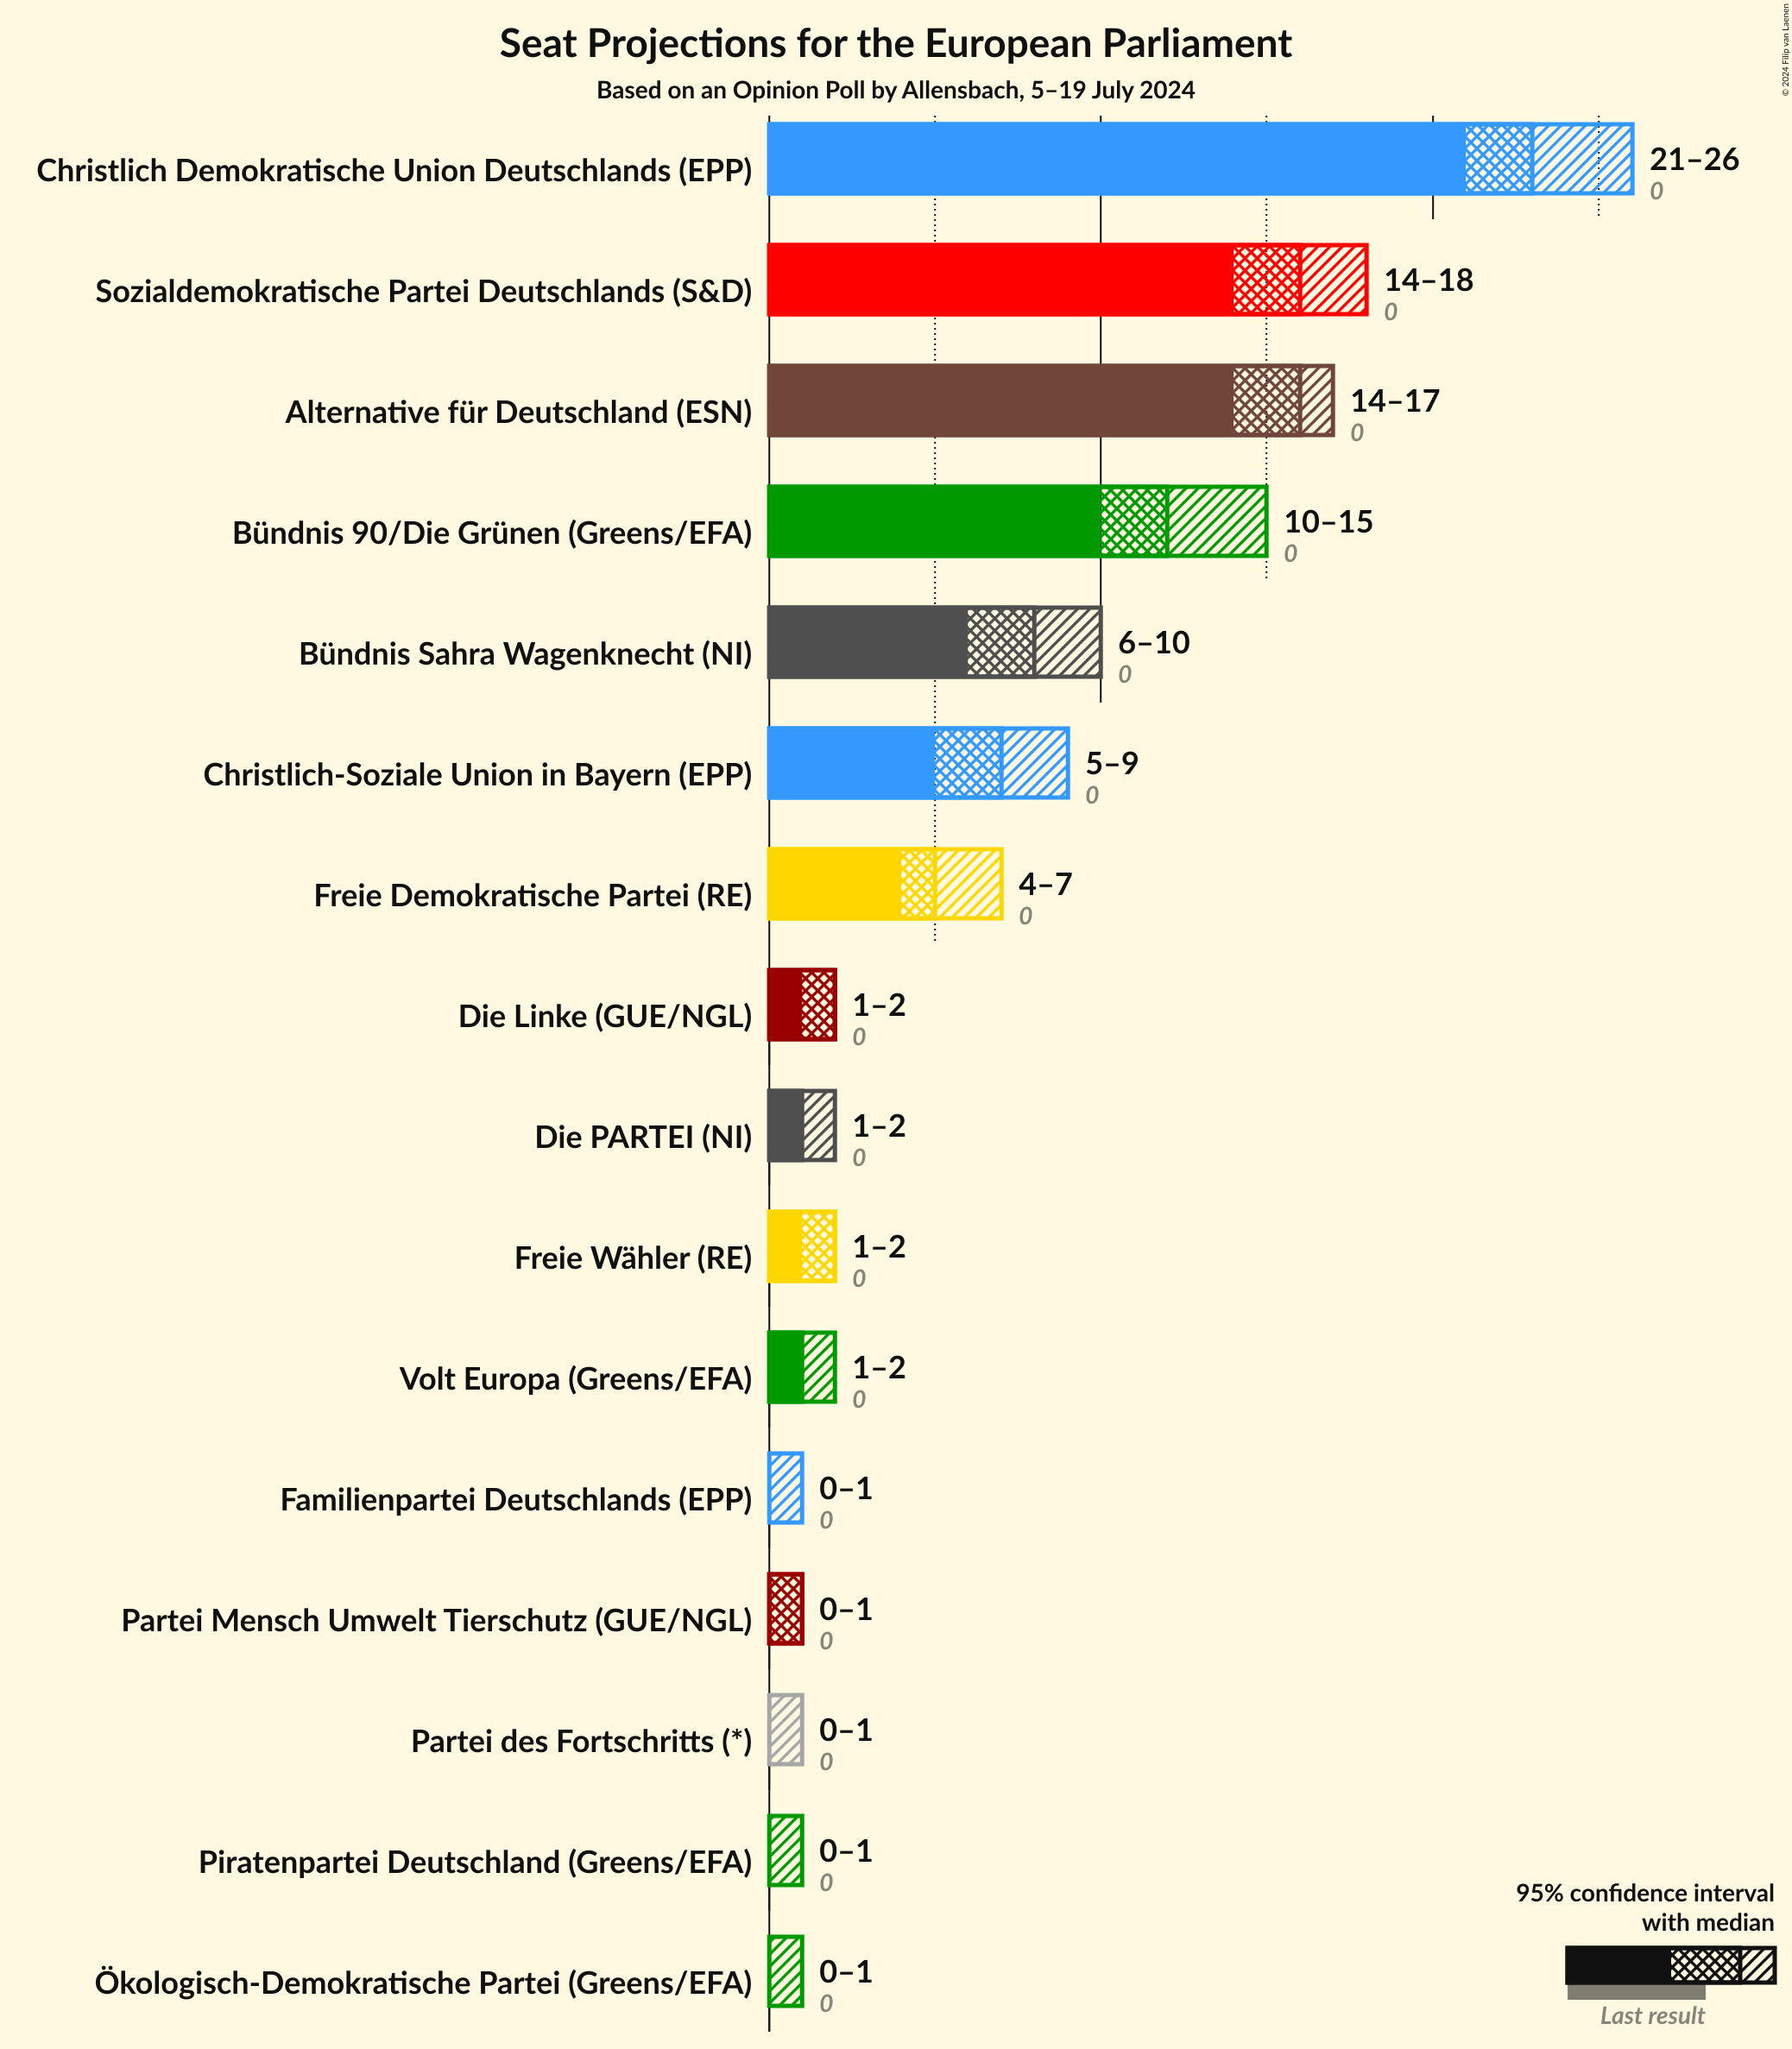 Seat Projections for the European Parliament
Based on an Opinion Poll by Allensbach, 5–19 July 2024
© 2024 Filip van Laenen
Christlich Demokratische Union Deutschlands (EPP)
21–26
0
Sozialdemokratische Partei Deutschlands (S&D)
14–18
0
Alternative für Deutschland (ESN)
14–17
0
Bündnis 90/Die Grünen (Greens/EFA)
10–15
0
Bündnis Sahra Wagenknecht (NI)
6–10
0
Christlich-Soziale Union in Bayern (EPP)
5–9
0
Freie Demokratische Partei (RE)
4–7
0
Die Linke (GUE/NGL)
1–2
0
Die PARTEI (NI)
1–2
0
Freie Wähler (RE)
1–2
0
Volt Europa (Greens/EFA)
1–2
0
Familienpartei Deutschlands (EPP)
0–1
0
Partei Mensch Umwelt Tierschutz (GUE/NGL)
0–1
0
Partei des Fortschritts (*)
0–1
0
Piratenpartei Deutschland (Greens/EFA)
0–1
0
Ökologisch-Demokratische Partei (Greens/EFA)
0–1
0
95% confidence interval
with median
Last result